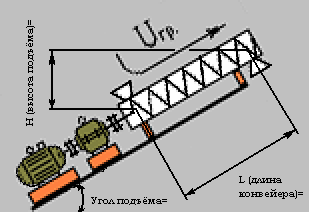 Uгр.
H (высота подъёма)=
L (длина
конвейера)=
Угол подъёма=